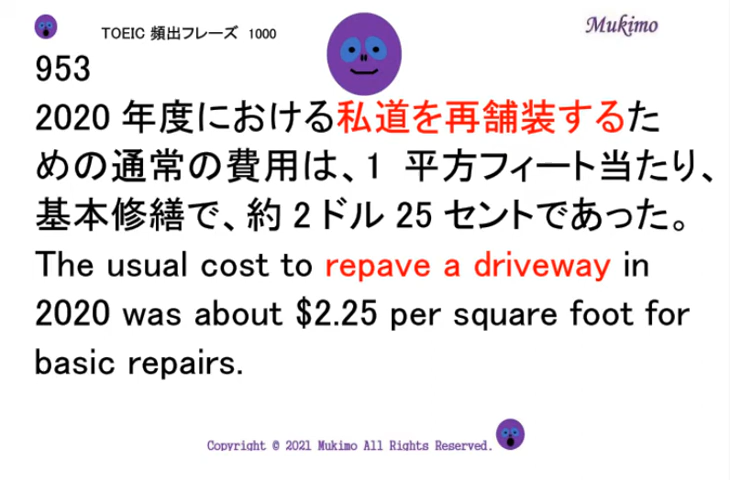 TOEIC 頻出フレーズ 1000
Mukimo
953
2020 年度における私道を再舗装するた
めの通常の費用は、1 平方フィート当たり、
基本修繕で、約 2 ドル 25 セントであった。
The usual cost to repave a driveway in
2020 was about $2.25 per square foot for
basic repairs.
Copyright © 2021 Mukimo All Rights Reserved.